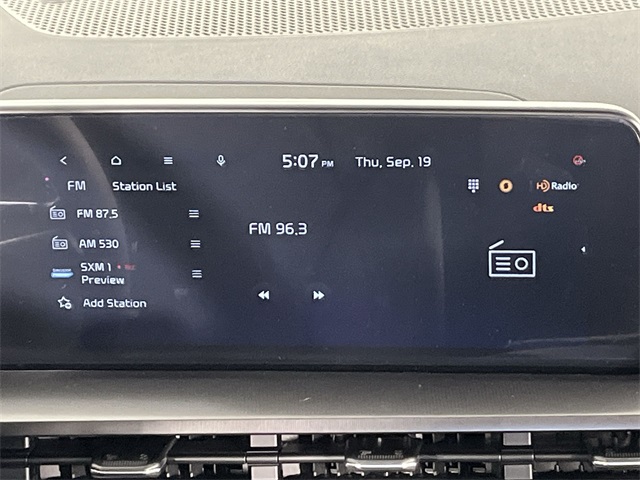 5:07 PM Thu, Sep. 19
FM Station List
HD Radio
dts
FM 87.5
FM 96.3
AM 530
SXM 1
Preview
Add Station